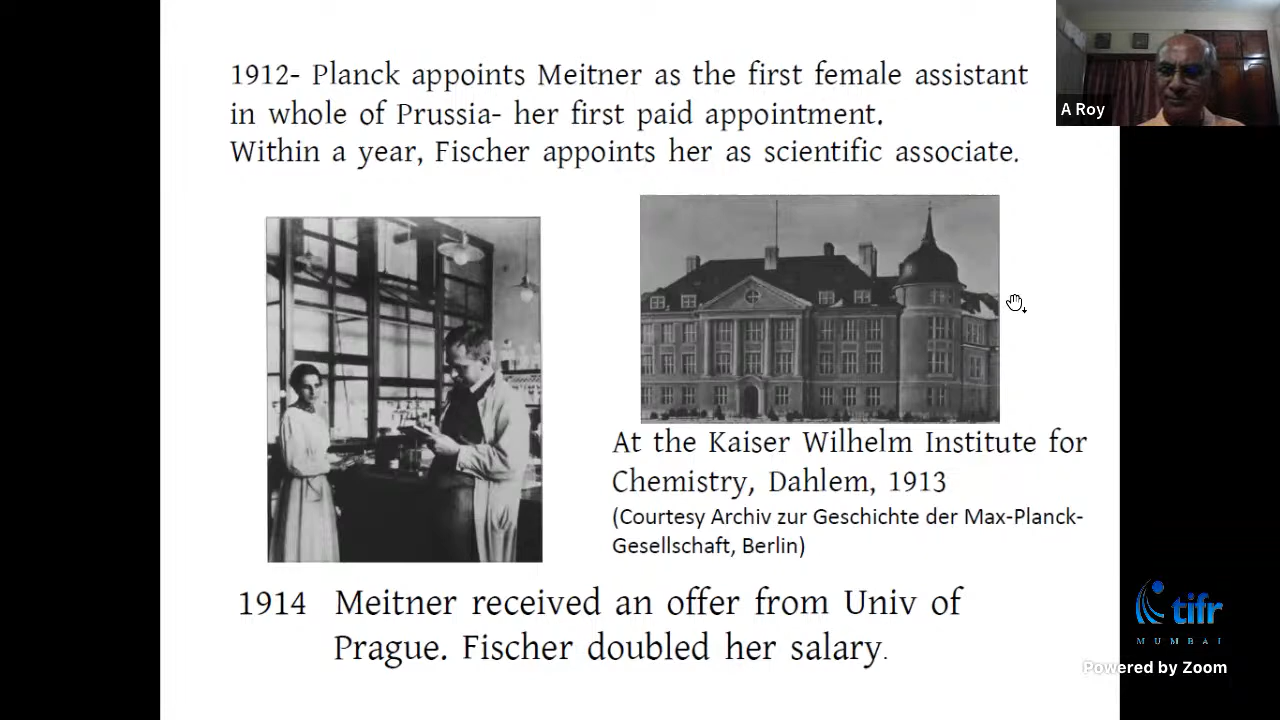 1912- Planck appoints Meitner as the first female assistant
in whole of Prussia- her first paid appointment.
Within a year, Fischer appoints her as scientific associate.
A Roy
At the Kaiser Wilhelm Institute for
Chemistry, Dahlem, 1913
(Courtesy Archiv zur Geschichte der Max-Planck-
Gesellschaft, Berlin)
1914 Meitner received an offer from Univ of
Prague. Fischer doubled her salary.
tifr
MUMBAI
Powered by Zoom